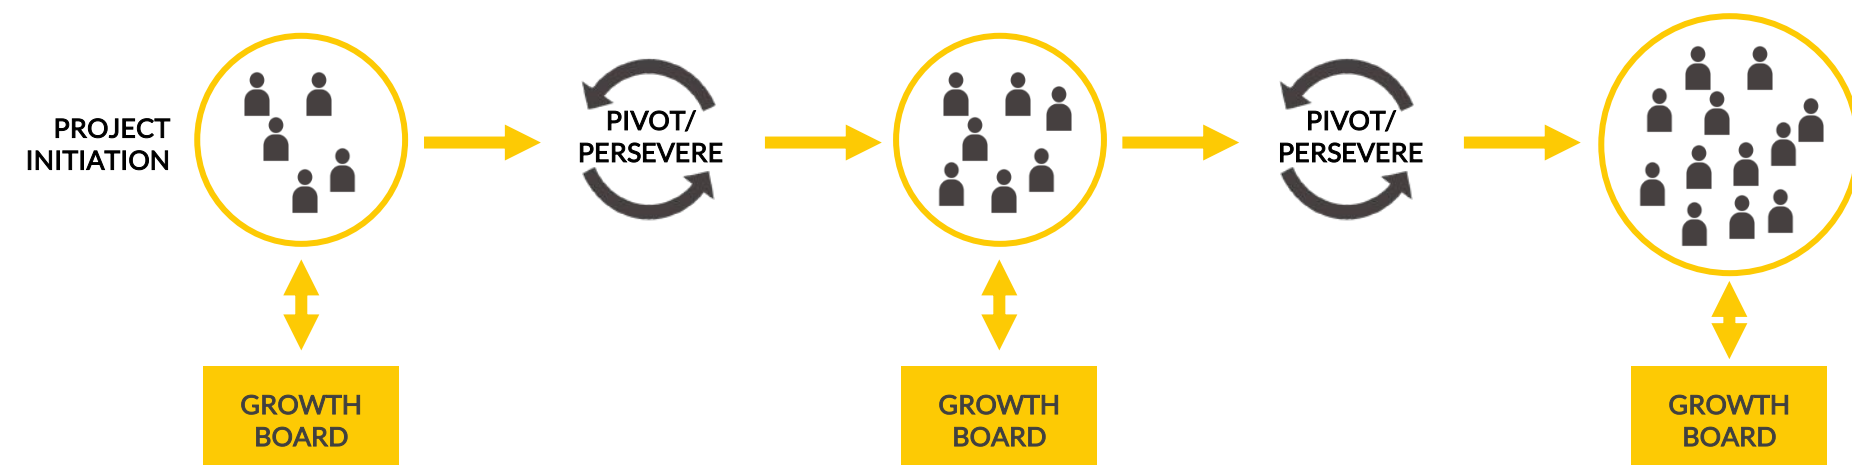 PROJECT
INITIATION
PIVOT/
PERSEVERE
PIVOT/
PERSEVERE
GROWTH
BOARD
GROWTH
BOARD
GROWTH
BOARD